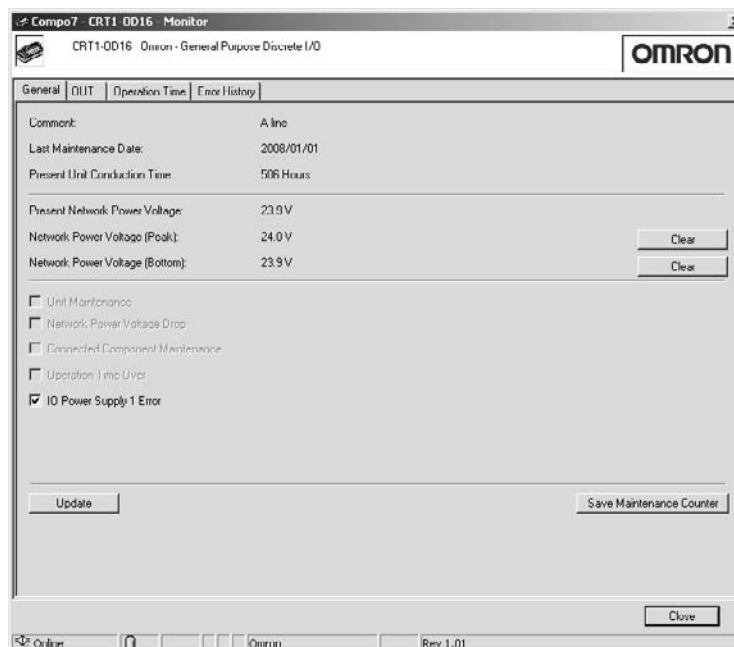 Compo7 - CRT1-OD16 - Monitor
CRT1-OD16 Omron - General Purpose Discrete I/O
OMRON
General OUT Operation Time Error History
Comment: A line
Last Maintenance Date: 2008/01/01
Present Unit Conduction Time: 506 Hours
Present Network Power Voltage: 23.9 V
Network Power Voltage (Peak): 24.0 V Clear
Network Power Voltage (Bottom): 23.9 V Clear
Unit Maintenance
Network Power Voltage Drop
Connected Component Maintenance
Operation Time Over
IO Power Supply 1 Error
Update Save Maintenance Counter
Close
Online Omron Rev 1.01